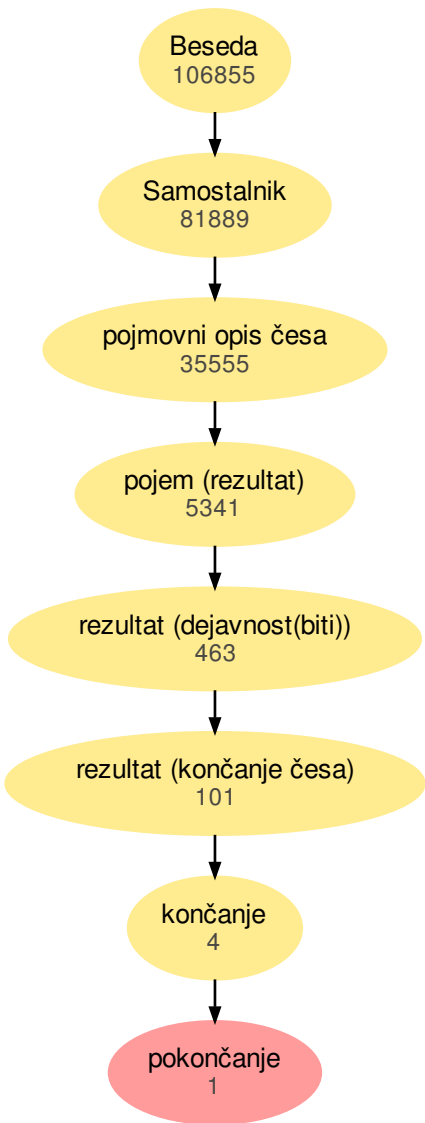 Beseda
106855
Samostalnik
81889
pojmovni opis česa
35555
pojem (rezultat)
5341
rezultat (dejavnost(biti))
463
rezultat (končanje česa)
101
končanje
4
pokončanje
1